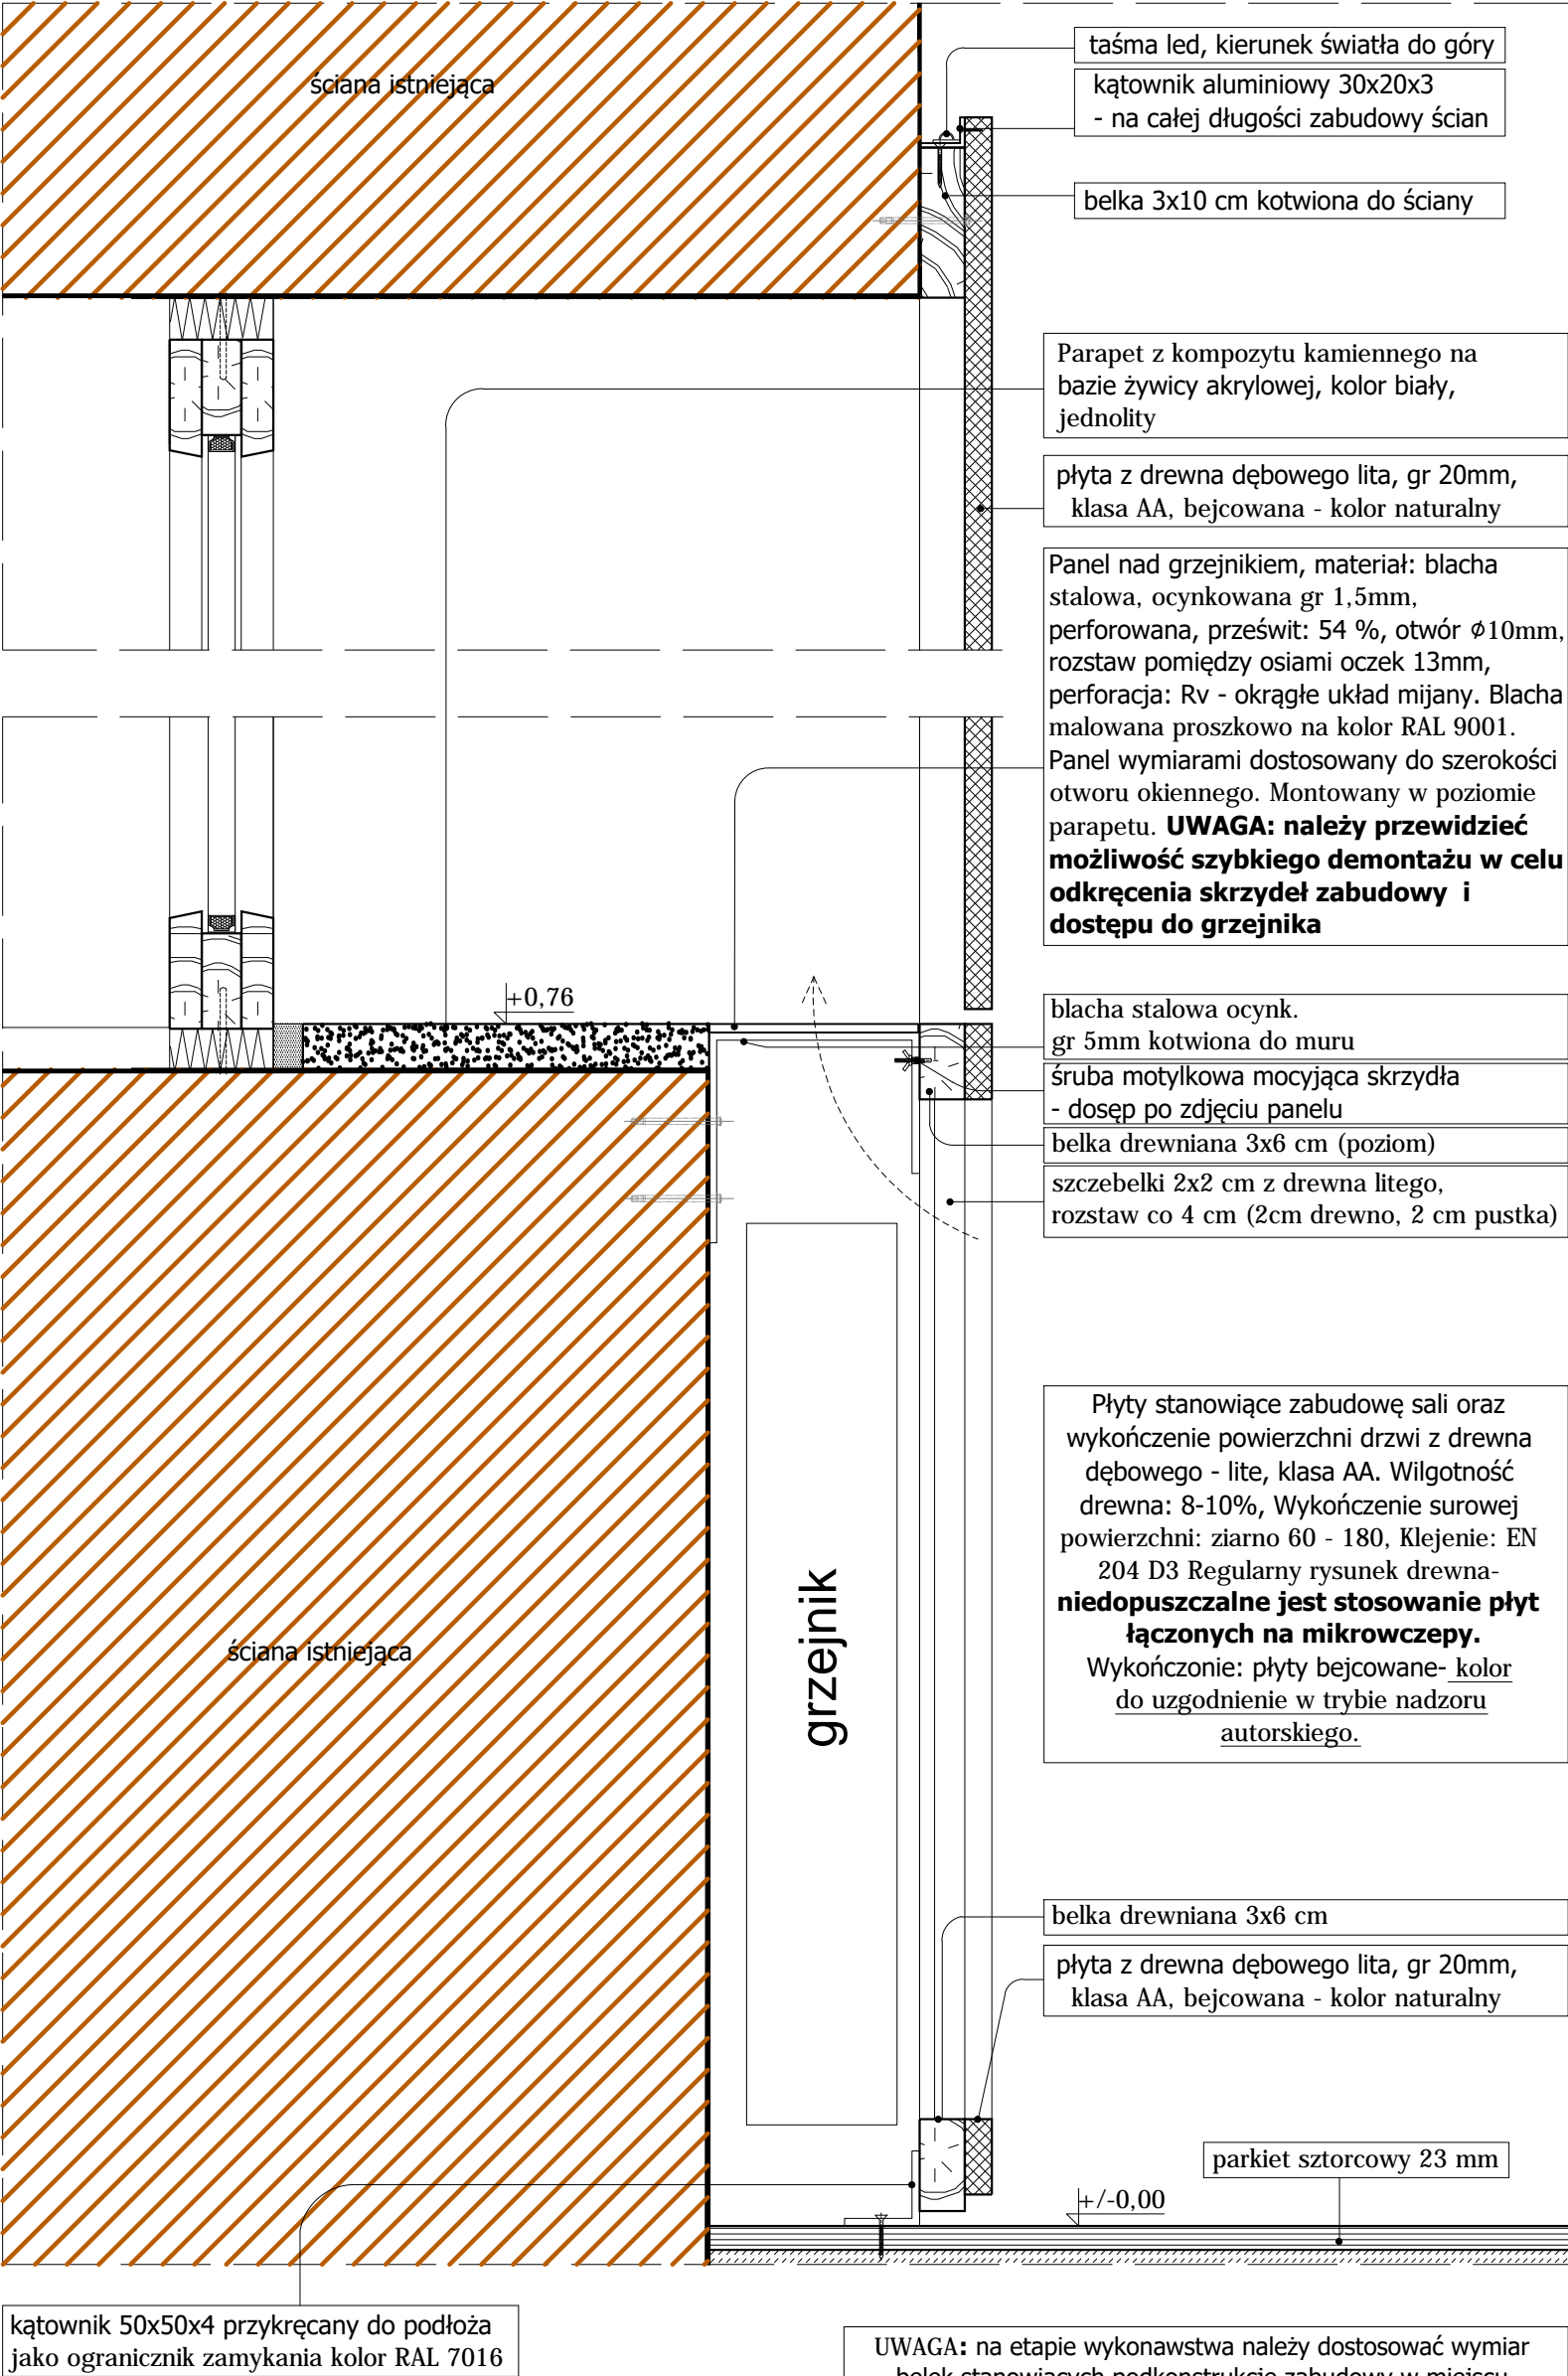 taśma led, kierunek światła do góry
kątownik aluminiowy 30x20x3
- na całej długości zabudowy ścian
ściana istniejąca
belka 3x10 cm kotwiona do ściany
Parapet z kompozytu kamiennego na
bazie żywicy akrylowej, kolor biały,
jednolity
płyta z drewna dębowego lita, gr 20mm,
klasa AA, bejcowana - kolor naturalny
Panel nad grzejnikiem, materiał: blacha
stalowa, ocynkowana gr 1,5mm,
perforowana, prześwit: 54 %, otwór ⌀10mm,
rozstaw pomiędzy osiami oczek 13mm,
perforacja: Rv - okrągłe układ mijany. Blacha
malowana proszkowo na kolor RAL 9001.
Panel wymiarami dostosowany do szerokości
otworu okiennego. Montowany w poziomie
parapetu. UWAGA: należy przewidzieć
możliwość szybkiego demontażu w celu
odkręcenia skrzydeł zabudowy i
dostępu do grzejnika
+0,76
blacha stalowa ocynk.
gr 5mm kotwiona do muru
śruba motylkowa mocyjąca skrzydła
- dosęp po zdjęciu panelu
belka drewniana 3x6 cm (poziom)
szczebelki 2x2 cm z drewna litego,
rozstaw co 4 cm (2cm drewno, 2 cm pustka)
Płyty stanowiące zabudowę sali oraz
wykończenie powierzchni drzwi z drewna
dębowego - lite, klasa AA. Wilgotność
drewna: 8-10%, Wykończenie surowej
powierzchni: ziarno 60 - 180, Klejenie: EN
204 D3 Regularny rysunek drewna-
niedopuszczalne jest stosowanie płyt
łączonych na mikrowczepy.
Wykończonie: płyty bejcowane- kolor
do uzgodnienie w trybie nadzoru
autorskiego.
ściana istniejąca
grzejnik
belka drewniana 3x6 cm
płyta z drewna dębowego lita, gr 20mm,
klasa AA, bejcowana - kolor naturalny
parkiet sztorcowy 23 mm
+/-0,00
kątownik 50x50x4 przykręcany do podłoża
jako ogranicznik zamykania kolor RAL 7016
UWAGA: na etapie wykonawstwa należy dostosować wymiar
belek stanowiących podkonstrukcję zabudowy w miejscu